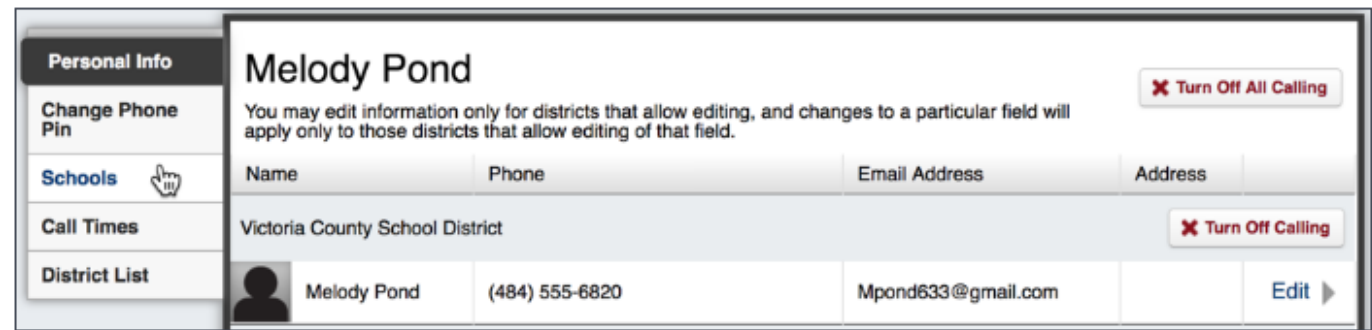 Personal Info
Change Phone
Pin
Schools
Call Times
District List
Melody Pond
Turn Off All Calling
You may edit information only for districts that allow editing, and changes to a particular field will
apply only to those districts that allow editing of that field.
Name Phone Email Address Address
Victoria County School District Turn Off Calling
Melody Pond (484) 555-6820 Mpond633@gmail.com Edit